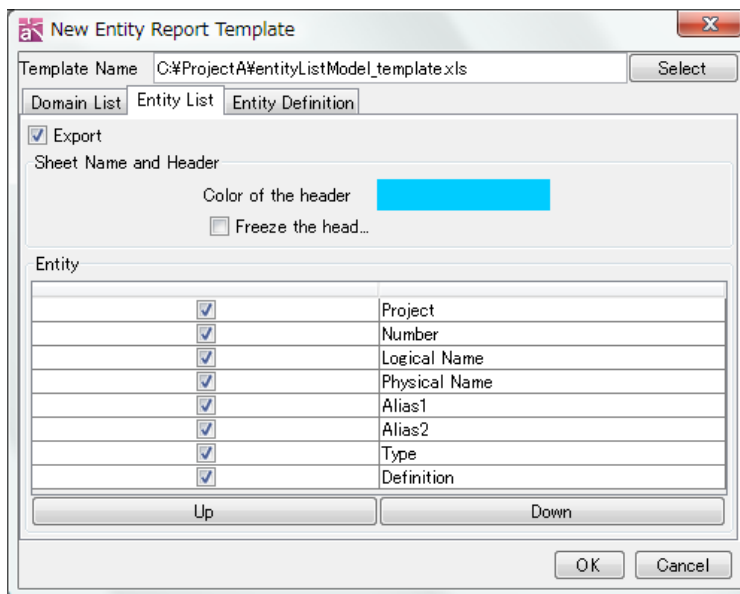 New Entity Report Template
Template Name C:¥ProjectA¥entityListModel_template.xls Select
Domain List Entity List Entity Definition
Export
Sheet Name and Header
Color of the header
Freeze the head...
Entity
Project
Number
Logical Name
Physical Name
Alias1
Alias2
Type
Definition
Up Down
OK Cancel